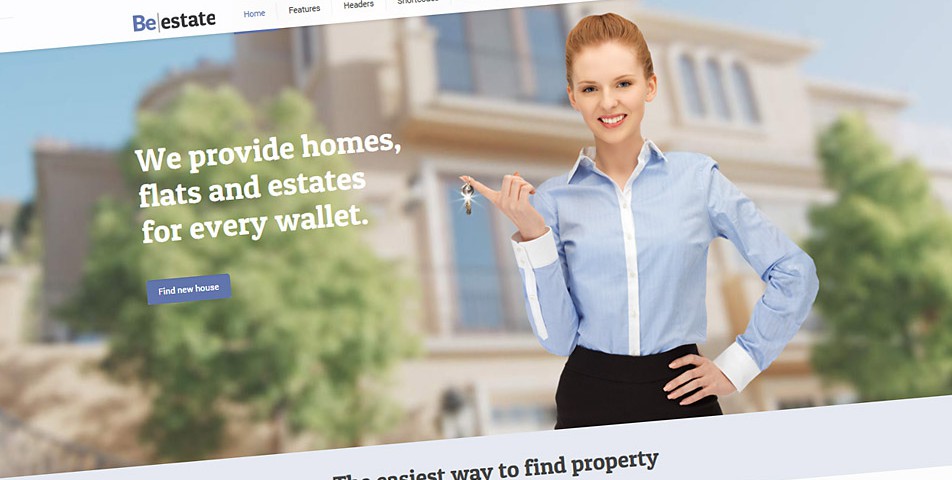 Be|estate
Home
Features
Headers
Shortcodes
We provide homes,
flats and estates
for every wallet.
Find new house
The easiest way to find property